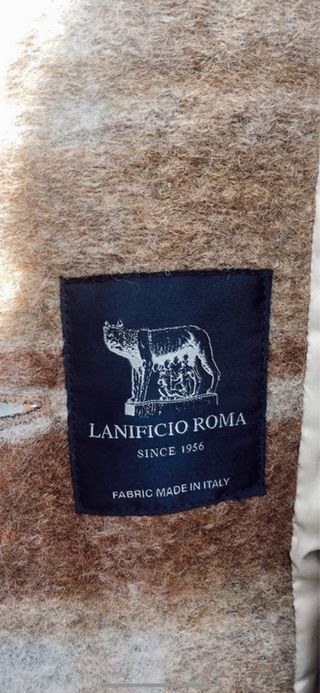 LANIFICIO ROMA
SINCE 1956
FABRIC MADE IN ITALY